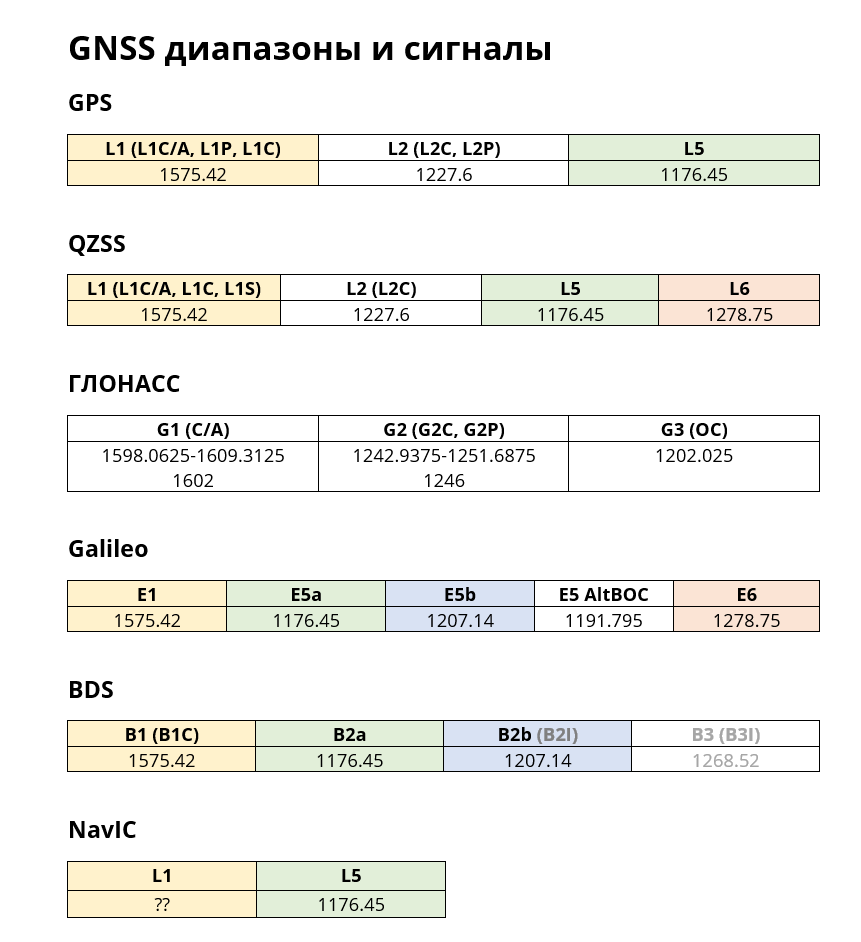 GNSS диапазоны и сигналы
GPS
L1 (L1C/A, L1P, L1C) L2 (L2C, L2P) L5
1575.42 1227.6 1176.45
QZSS
L1 (L1C/A, L1C, L1S) L2 (L2C) L5 L6
1575.42 1227.6 1176.45 1278.75
ГЛОНАСС
G1 (C/A) G2 (G2C, G2P) G3 (OC)
1598.0625-1609.3125 1242.9375-1251.6875 1202.025
1602 1246
Galileo
E1 E5a E5b E5 AltBOC E6
1575.42 1176.45 1207.14 1191.795 1278.75
BDS
B1 (B1C) B2a B2b (B2I) B3 (B3I)
1575.42 1176.45 1207.14 1268.52
NavIC
L1 L5
?? 1176.45